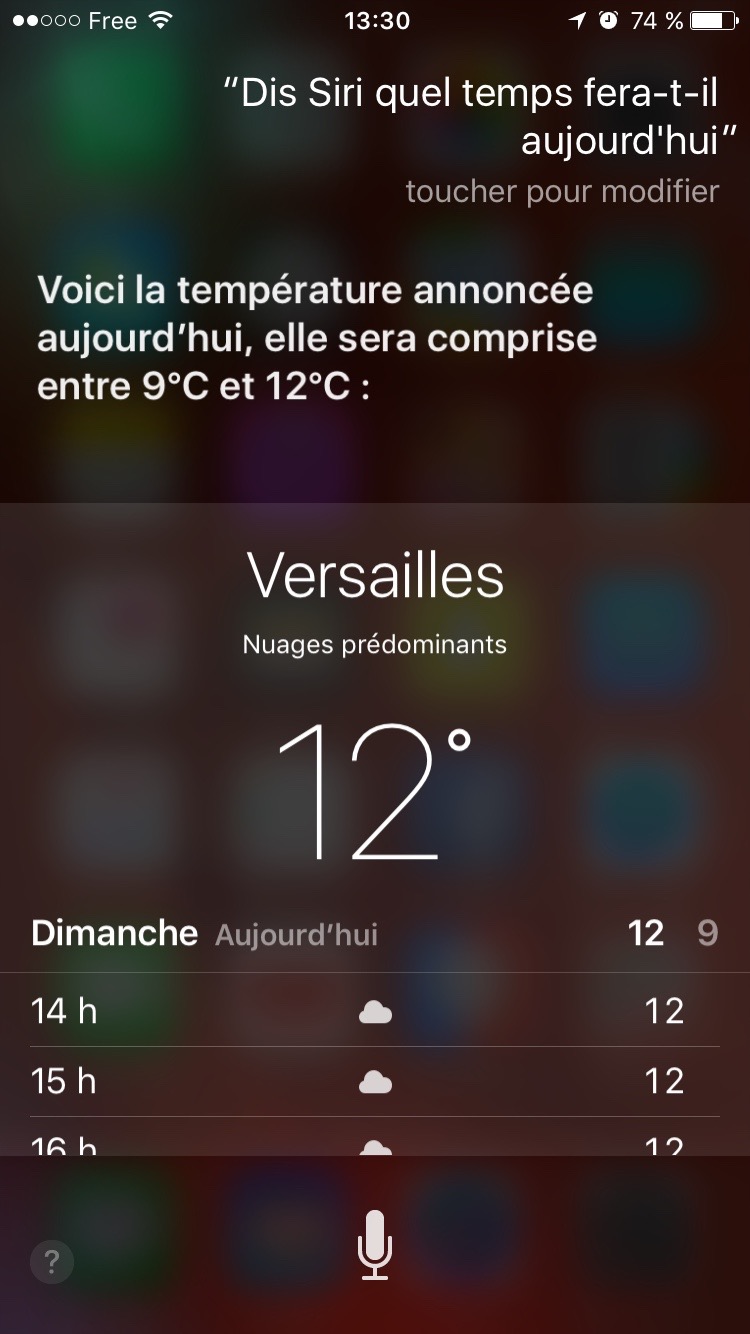 Free 13:30 74 %
“Dis Siri quel temps fera-t-il
aujourd'hui”
toucher pour modifier
Voici la température annoncée
aujourd’hui, elle sera comprise
entre 9°C et 12°C :
Versailles
Nuages prédominants
12°
Dimanche Aujourd’hui 12 9
14 h 12
15 h 12
16 h 12
?